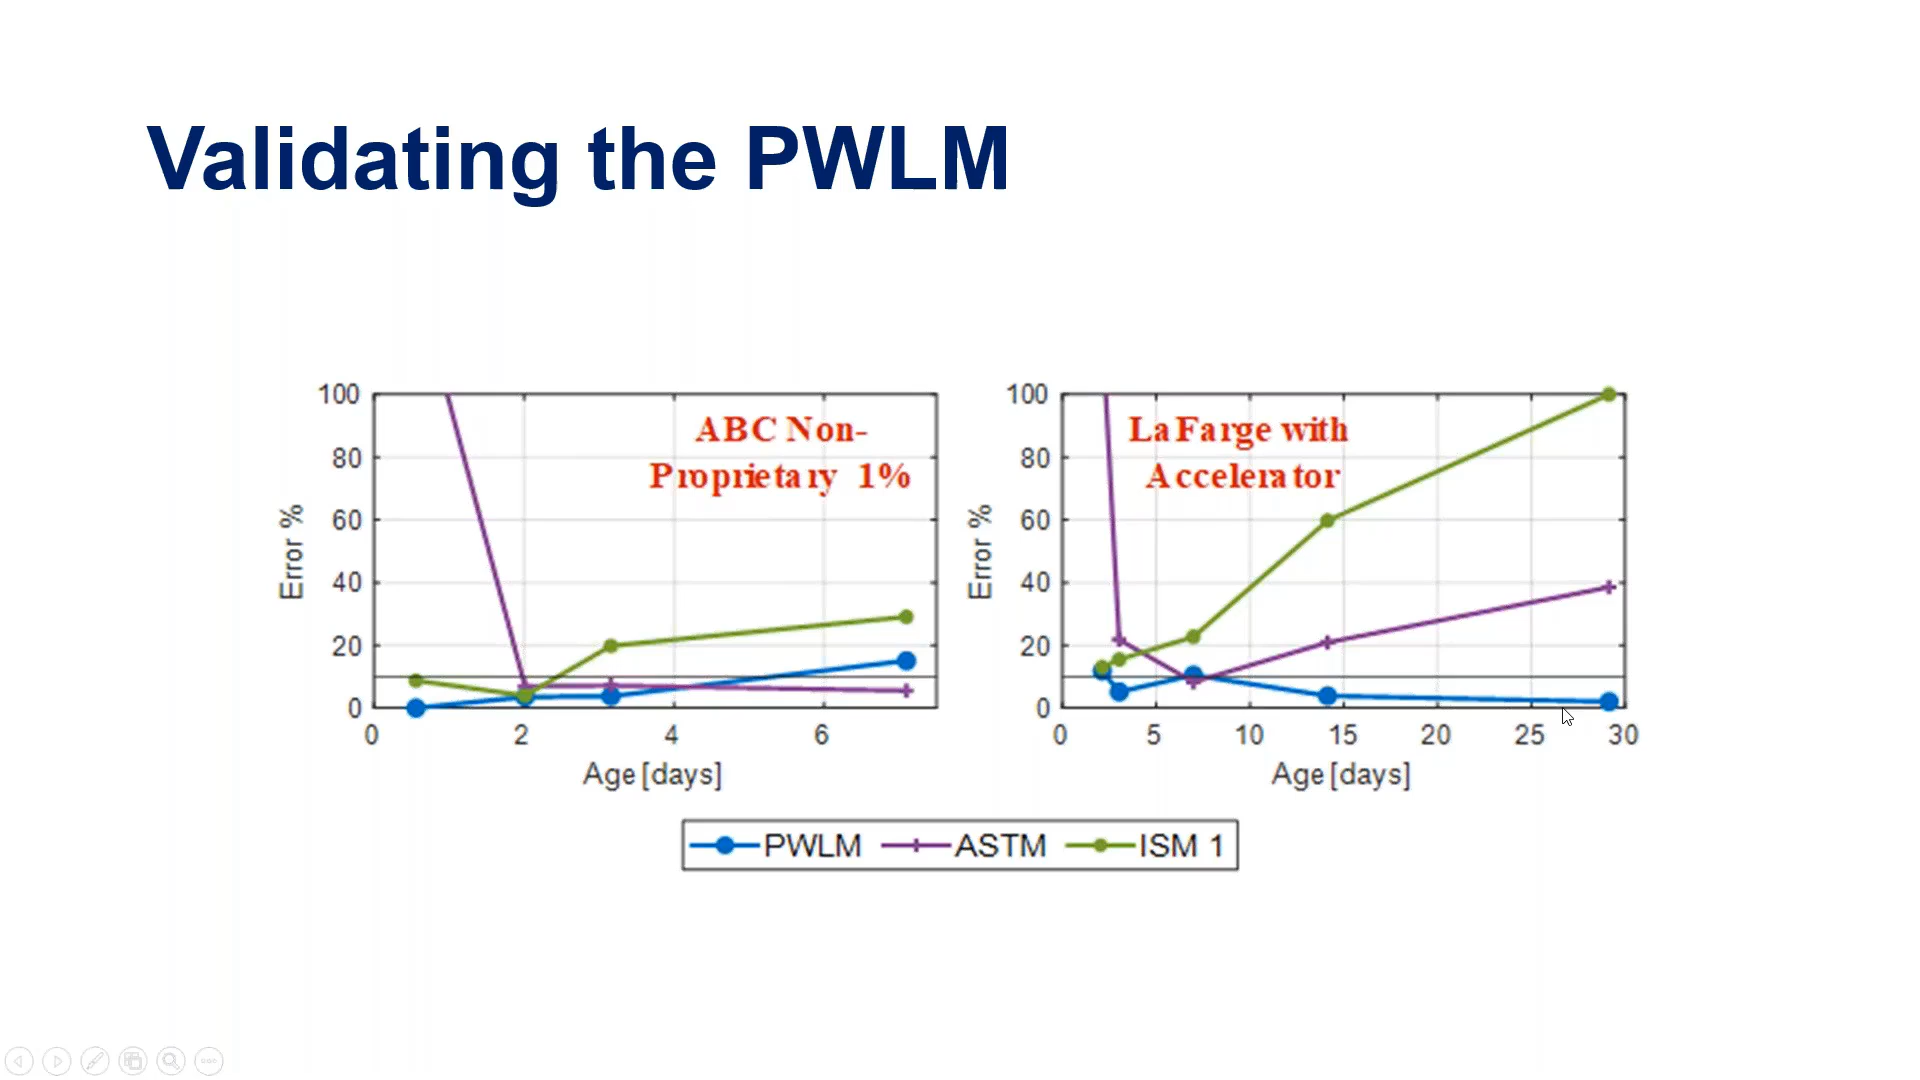 Validating the PWLM
100
80
60
40
20
0
Error %
ABC Non-
Proprietary 1%
0 2 4 6
Age [days]
100
80
60
40
20
0
Error %
LaFarge with
Accelerator
0 5 10 15 20 25 30
Age [days]
PWLM ASTM ISM 1